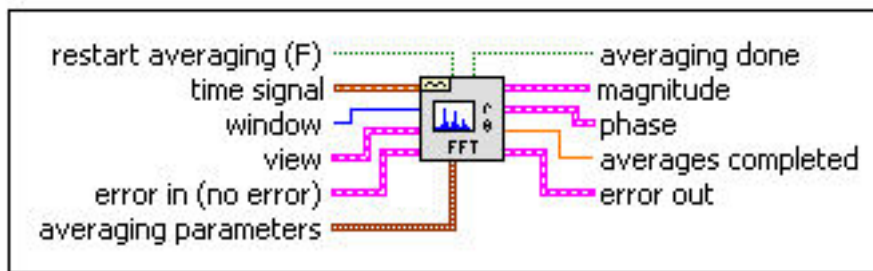 restart averaging (F)
time signal
window
view
error in (no error)
averaging parameters
r
θ
FFT
averaging done
magnitude
phase
averages completed
error out